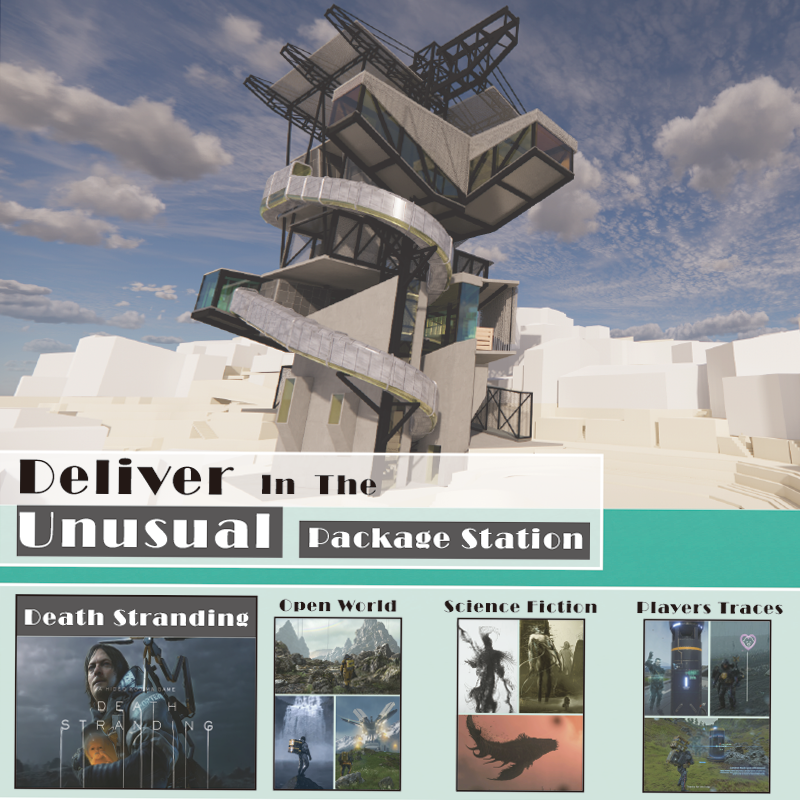 Deliver In The
Unusual Package Station
Death Stranding
Open World
Science Fiction
Players Traces
DEATH
STRANDING